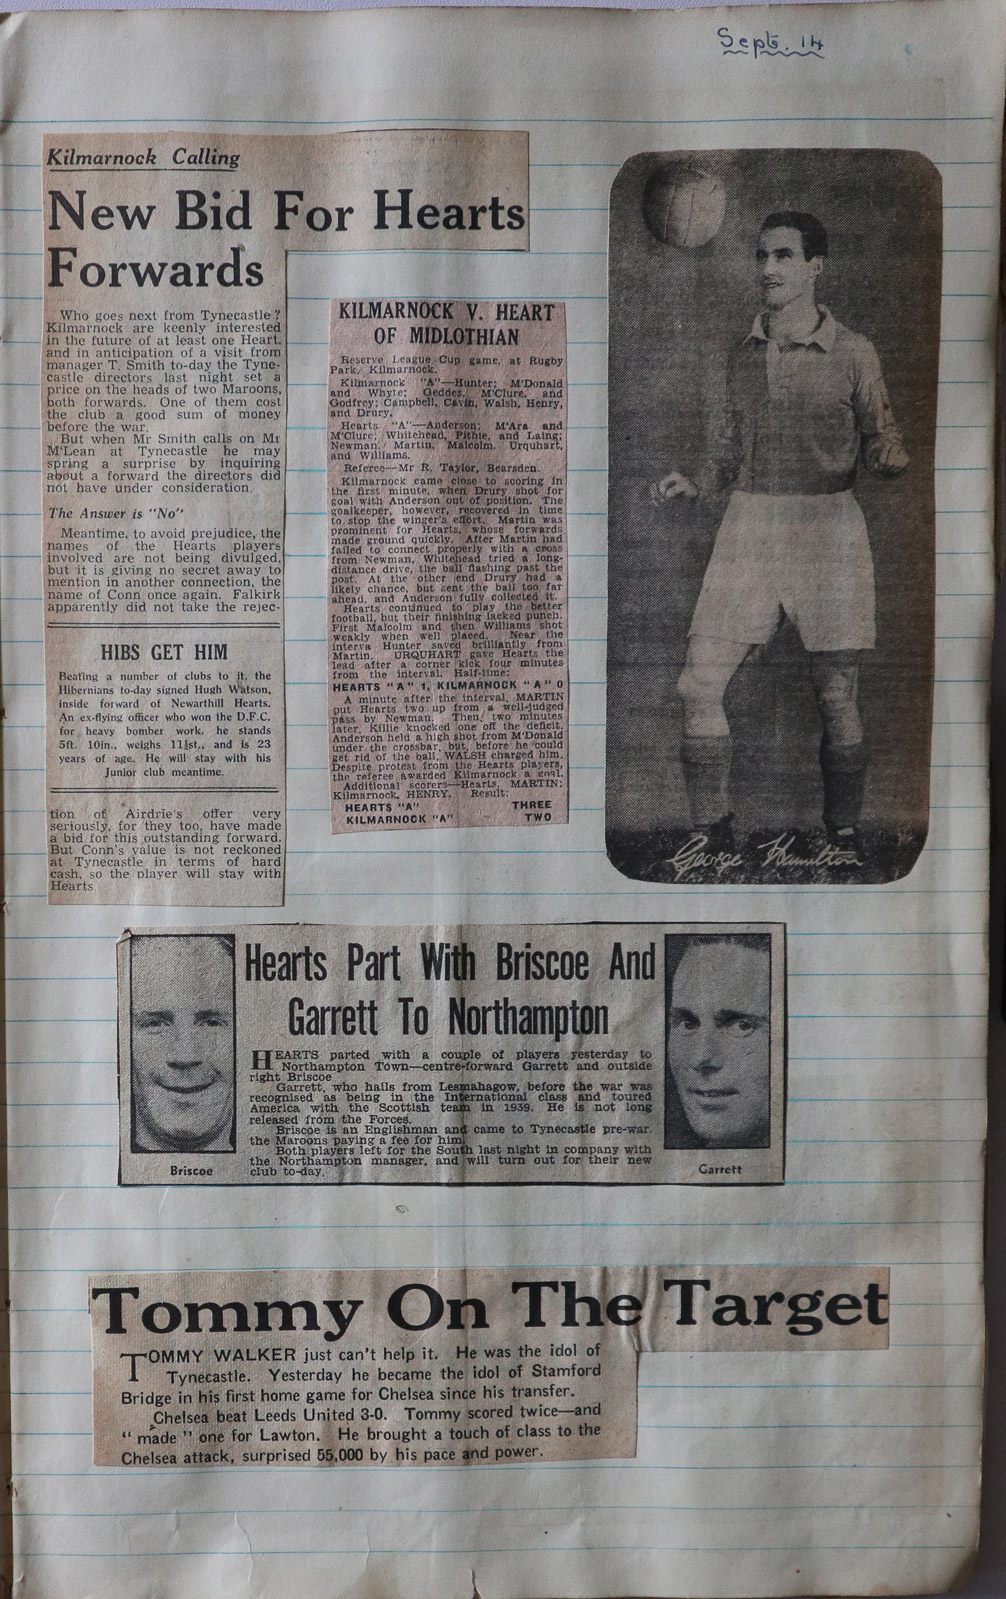 Sept. 14
Kilmarnock Calling
New Bid For Hearts
Forwards
Who goes next from Tynecastle?
Kilmarnock are keenly interested
in the future of at least one Heart,
and in anticipation of a visit from
manager T. Smith to-day the Tyne-
castle directors last night set a
price on the heads of two Maroons,
both forwards. One of them cost
the club a good sum of money
before the war.
But when Mr Smith calls on Mr
M'Lean at Tynecastle he may
spring a surprise by inquiring
about a forward the directors did
not have under consideration.
The Answer is "No"
Meantime, to avoid prejudice, the
names of the Hearts players
involved are not being divulged,
but it is giving no secret away to
mention in another connection, the
name of Conn once again. Falkirk
apparently did not take the rejec-
HIBS GET HIM
Beating a number of clubs to it, the
Hibernians to-day signed Hugh Watson,
inside forward of Newarthill Hearts.
An ex-flying officer who won the D.F.C.
for heavy bomber work, he stands
5ft. 10in., weighs 11½st., and is 23
years of age. He will stay with his
Junior club meantime.
tion of Airdrie's offer very
seriously, for they too, have made
a bid for this outstanding forward.
But Conn's value is not reckoned
at Tynecastle in terms of hard
cash, so the player will stay with
Hearts
KILMARNOCK V. HEART
OF MIDLOTHIAN
Reserve League Cup game, at Rugby
Park, Kilmarnock.
Kilmarnock "A"—Hunter; M'Donald
and Whyte; Geddes, M'Clure, and
Godfrey; Campbell, Cavin, Walsh, Henry,
and Drury.
Hearts "A"—Anderson; M'Ara and
M'Clure; Whitehead, Pithie, and Laing;
Newman, Martin, Malcolm, Urquhart,
and Williams.
Referee—Mr R. Taylor, Bearsden.
Kilmarnock came close to scoring in
the first minute, when Drury shot for
goal with Anderson out of position. The
goalkeeper, however, recovered in time
to stop the winger's effort. Martin was
prominent for Hearts, whose forwards
made ground quickly. After Martin had
failed to connect properly with a cross
from Newman, Whitehead tried a long-
distance drive, the ball flashing past the
post. At the other end Drury had a
likely chance, but sent the ball too far
ahead, and Anderson fully collected it.
Hearts continued to play the better
football, but their finishing lacked punch.
First Malcolm and then Williams shot
weakly when well placed. Near the
interva Hunter saved brilliantly from
Martin. URQUHART gave Hearts the
lead after a corner kick four minutes
from the interval. Half-time:
HEARTS "A" 1, KILMARNOCK "A" 0
A minute after the interval, MARTIN
put Hearts two up from a well-judged
pass by Newman. Then, two minutes
later, Killie knocked one off the deficit.
Anderson held a high shot from M'Donald
under the crossbar, but, before he could
get rid of the ball, WALSH charged him.
Despite protest from the Hearts players,
the referee awarded Kilmarnock a goal.
Additional scorers—Hearts, MARTIN;
Kilmarnock, HENRY. Result:
HEARTS "A" THREE
KILMARNOCK "A" TWO
George Hamilton
Hearts Part With Briscoe And
Garrett To Northampton
HEARTS parted with a couple of players yesterday to
Northampton Town—centre-forward Garrett and outside
right Briscoe
Garrett, who hails from Lesmahagow, before the war was
recognised as being in the International class and toured
America with the Scottish team in 1939. He is not long
released from the Forces.
Briscoe is an Englishman and came to Tynecastle pre-war,
the Maroons paying a fee for him.
Both players left for the South last night in company with
the Northampton manager, and will turn out for their new
club to-day.
Briscoe
Garrett
Tommy On The Target
TOMMY WALKER just can't help it. He was the idol of
Tynecastle. Yesterday he became the idol of Stamford
Bridge in his first home game for Chelsea since his transfer.
Chelsea beat Leeds United 3-0. Tommy scored twice—and
"made" one for Lawton. He brought a touch of class to the
Chelsea attack, surprised 55,000 by his pace and power.